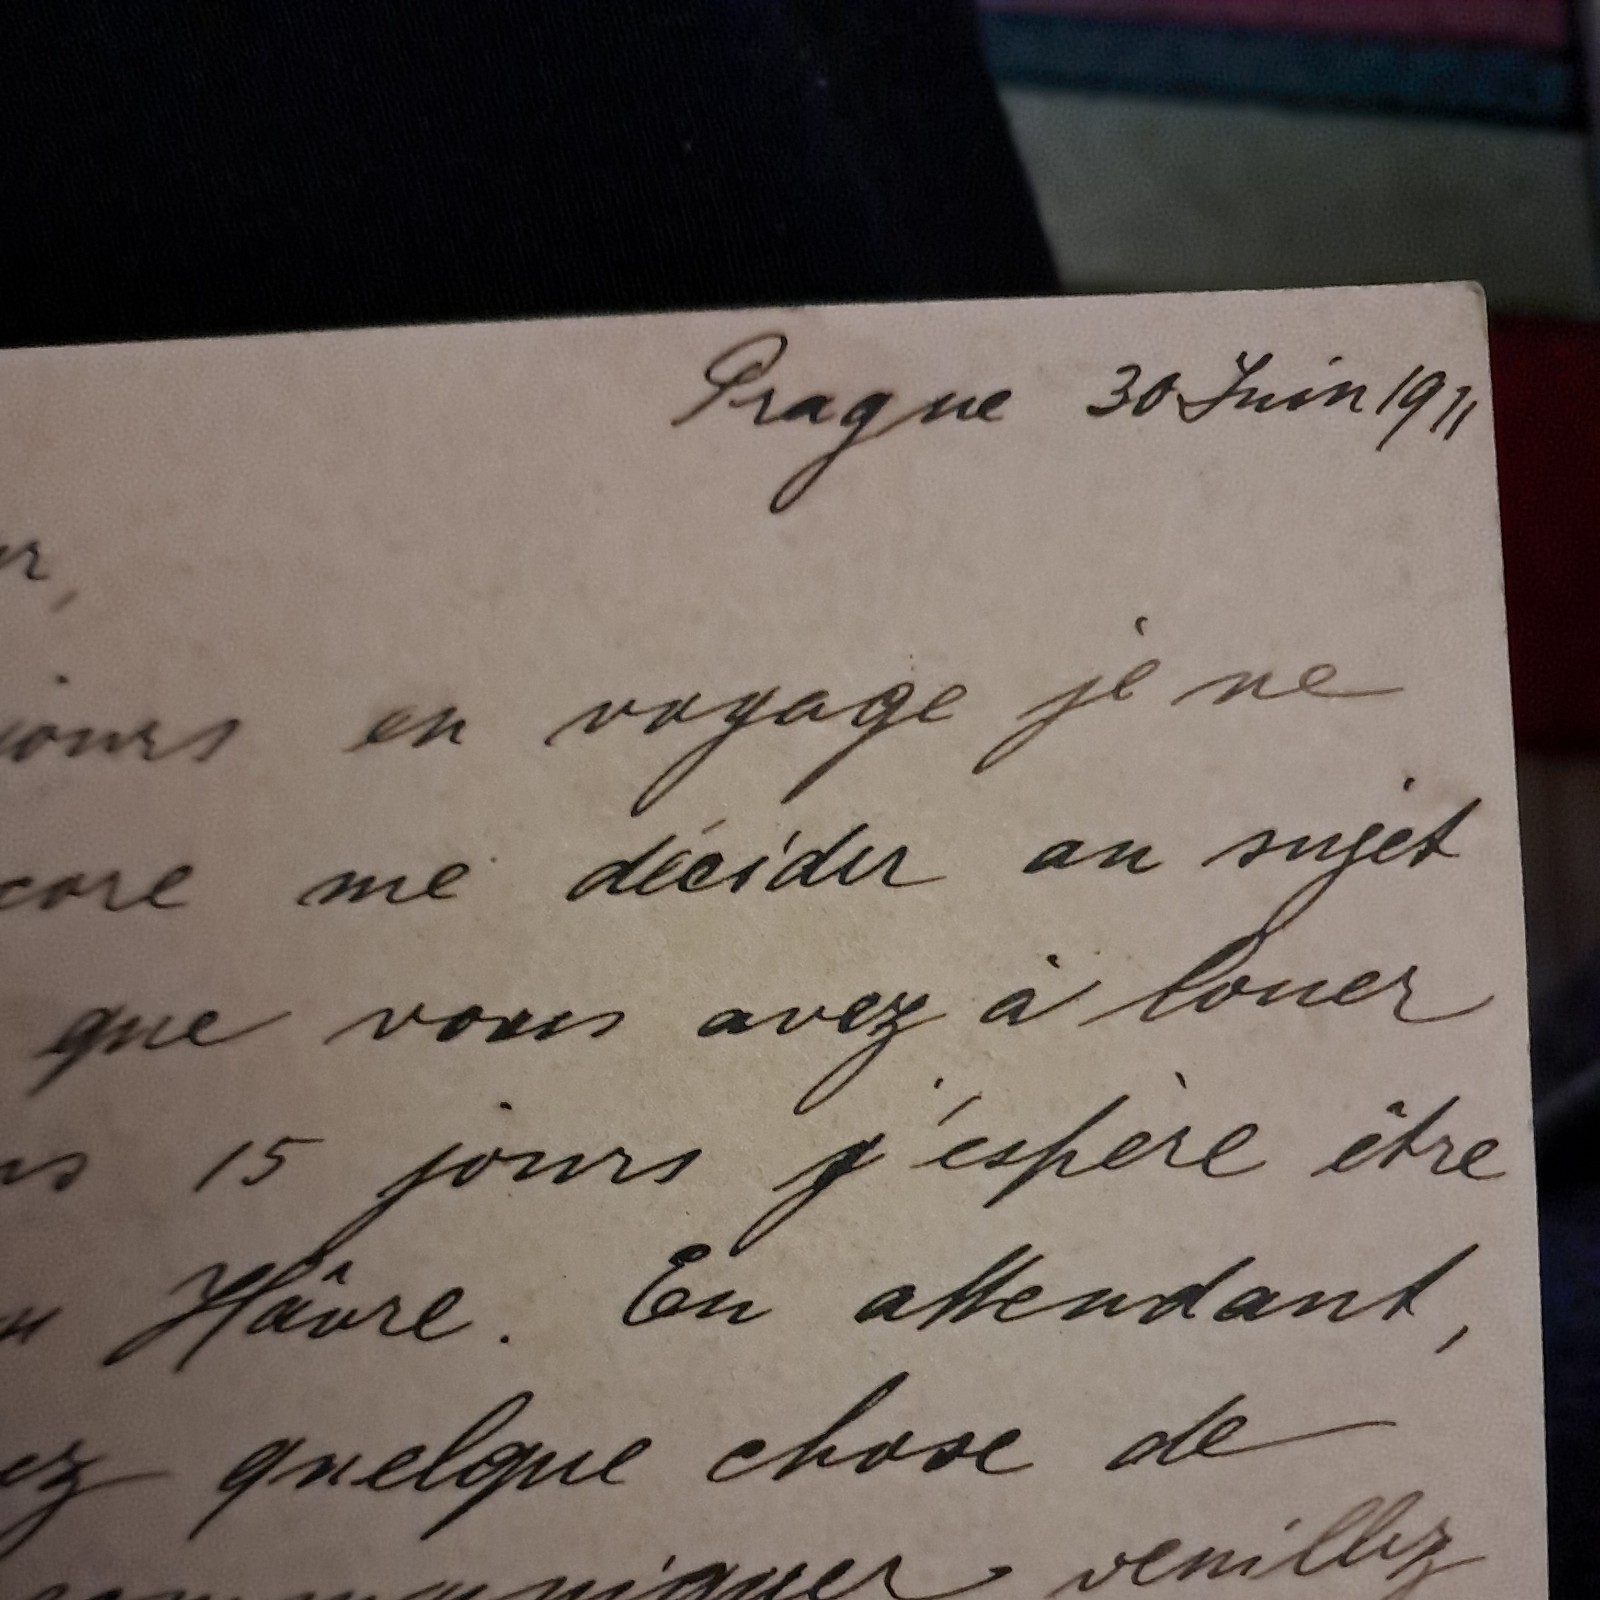 Prague 30 Juin 1911
en voyage je ne
me décider au sujet
que vous avez à louer
15 jours j'espère être
Hâvre. En attendant,
quelque chose de
veuillez